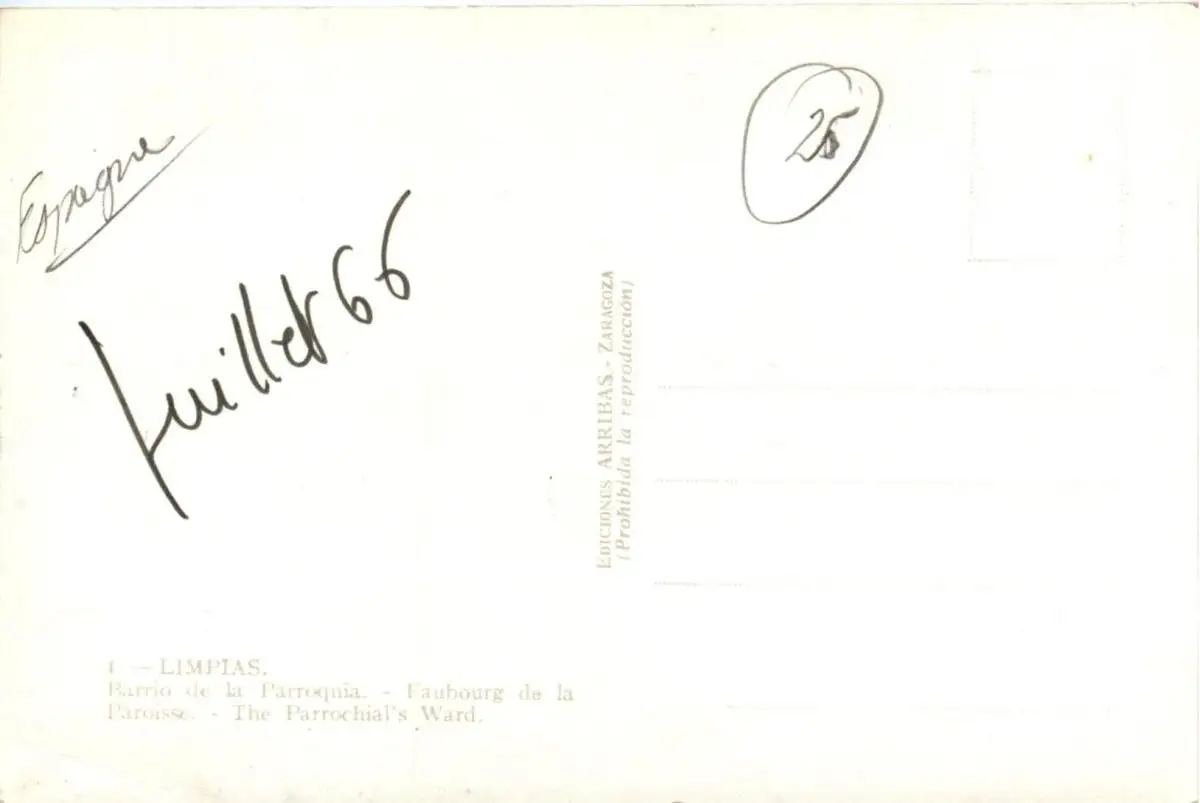 Espagne
Juillet 66
25
EDICIONES ARRIBAS. - ZARAGOZA
(Prohibida la reproducción)
- LIMPIAS.
Barrio de la Parroquia. - Faubourg de la
Paroisse. - The Parrochial's Ward.